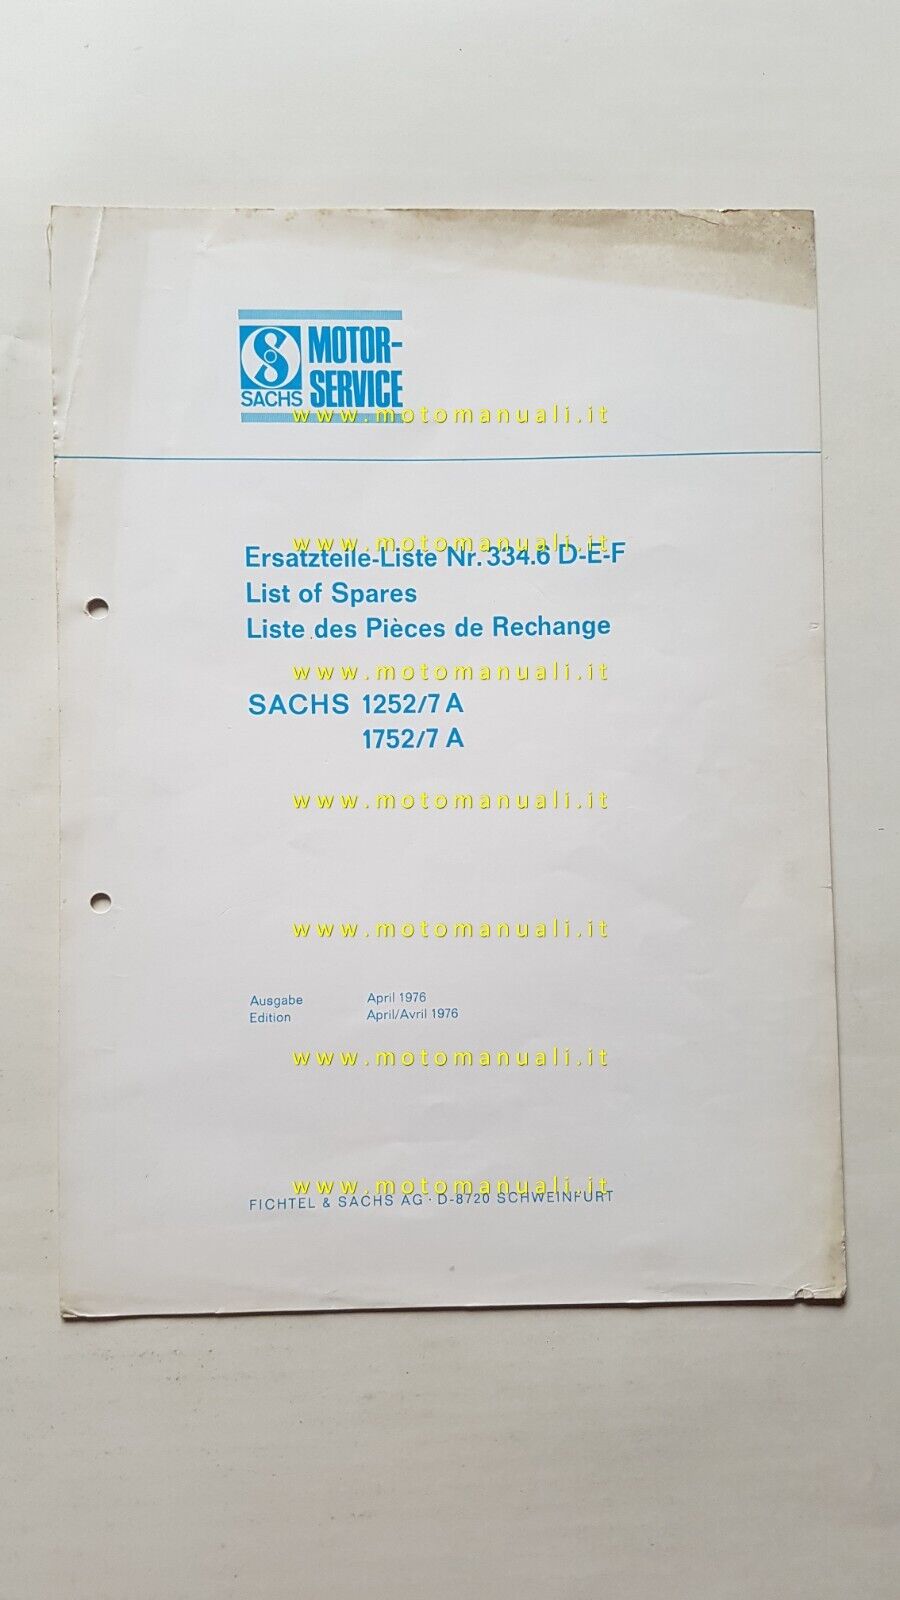 MOTOR-
SERVICE
SACHS
www.motomanuali.it
www.motomanuali.it
Ersatzteile-Liste Nr. 334.6 D-E-F
List of Spares
Liste des Pièces de Rechange
www.motomanuali.it
SACHS 1252/7 A
1752/7 A
www.motomanuali.it
www.motomanuali.it
Ausgabe April 1976
Edition April/Avril 1976
www.motomanuali.it
www.motomanuali.it
FICHTEL & SACHS AG · D-8720 SCHWEINFURT